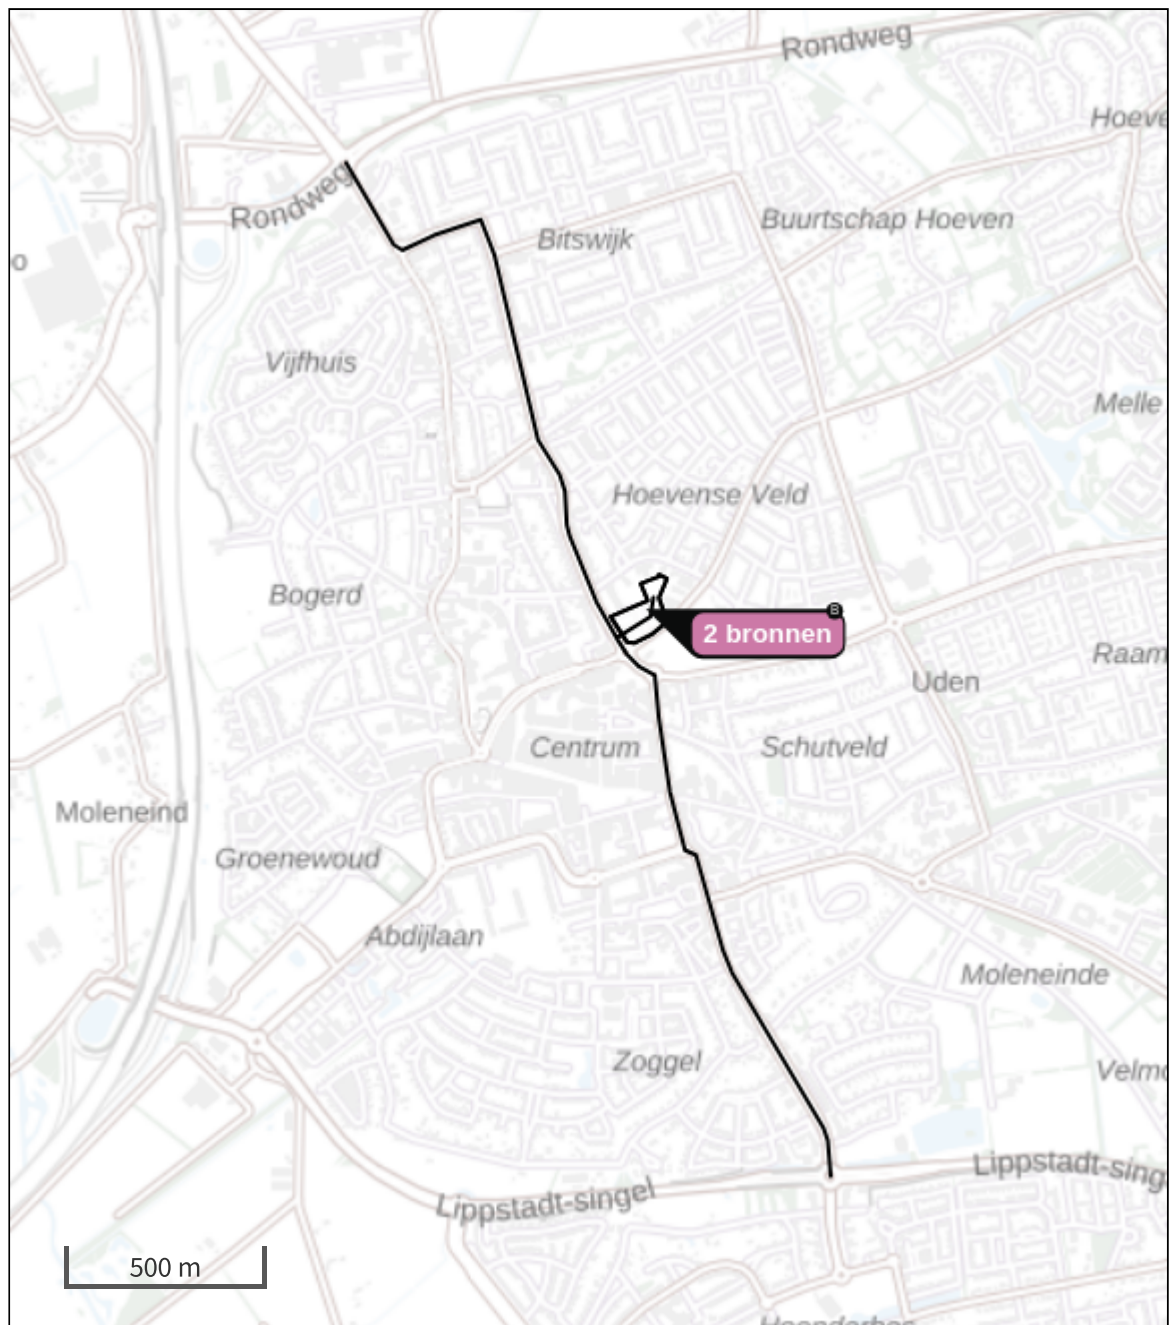 Rondweg
Hoeve
Rondweg
Bitswijk
Buurtschap Hoeven
o
Vijfhuis
Melle
Hoevense Veld
Bogerd
B
2 bronnen
Raam
Uden
Centrum
Schutveld
Moleneind
Groenewoud
Abdijlaan
Moleneinde
Zoggel
Velmo
Lippstadt-sing
Lippstadt-singel
500 m